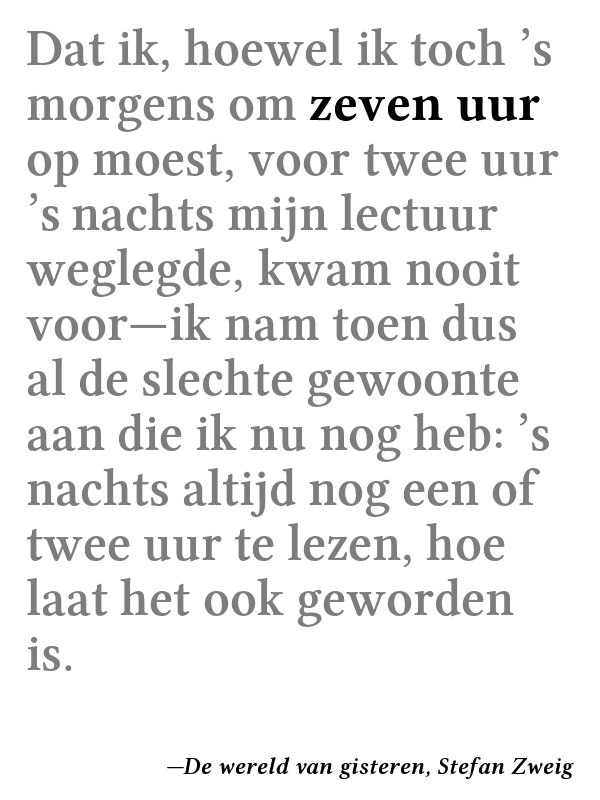 Dat ik, hoewel ik toch ’s
morgens om zeven uur
op moest, voor twee uur
’s nachts mijn lectuur
weglegde, kwam nooit
voor—ik nam toen dus
al de slechte gewoonte
aan die ik nu nog heb: ’s
nachts altijd nog een of
twee uur te lezen, hoe
laat het ook geworden
is.
—De wereld van gisteren, Stefan Zweig